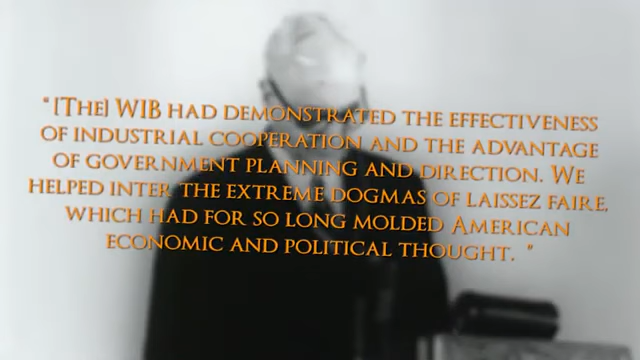 "[The] WIB had demonstrated the effectiveness
of industrial cooperation and the advantage
of government planning and direction. We
helped inter the extreme dogmas of laissez faire,
which had for so long molded American
economic and political thought. "